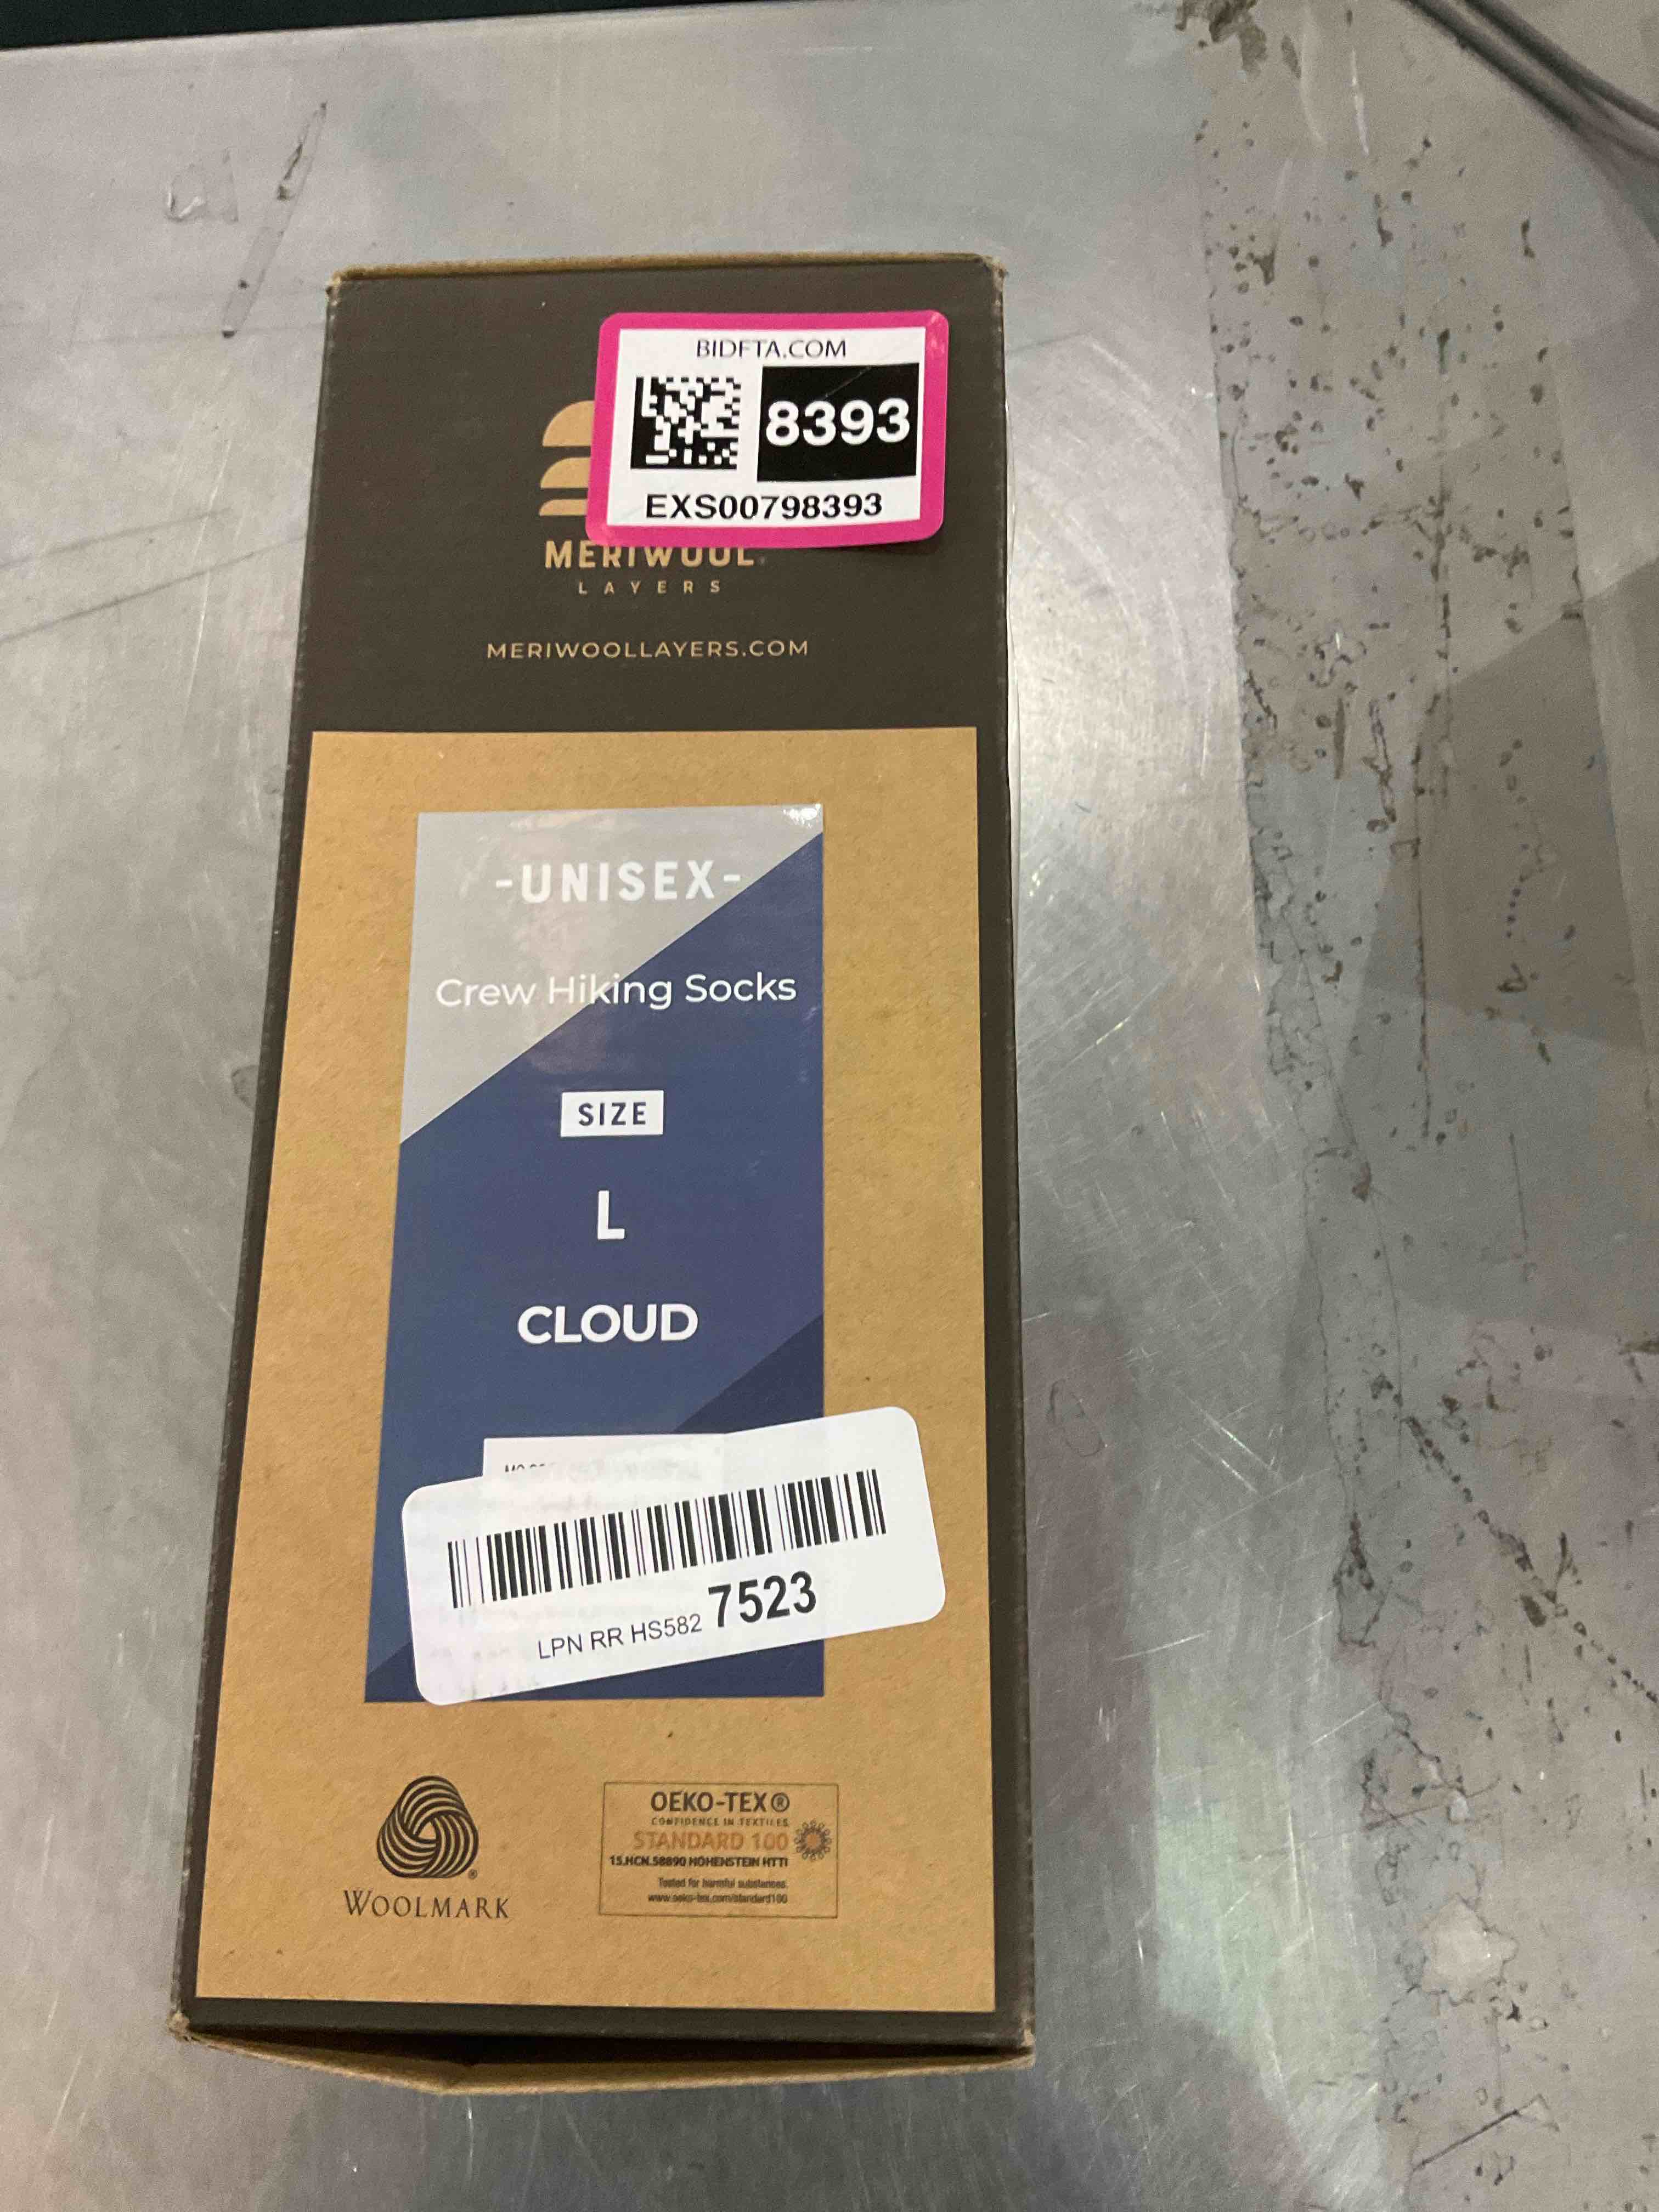 BIDFTA.COM
8393
EXS00798393
MERIWOOL
LAYERS
MERIWOOLLAYERS.COM
-UNISEX-
Crew Hiking Socks
SIZE
L
CLOUD
LPN RR HS582 7523
WOOLMARK
OEKO-TEX®
CONFIDENCE IN TEXTILES
STANDARD 100
15.HCN.58890 HOHENSTEIN HTTI
Tested for harmful substances.
www.oeko-tex.com/standard100